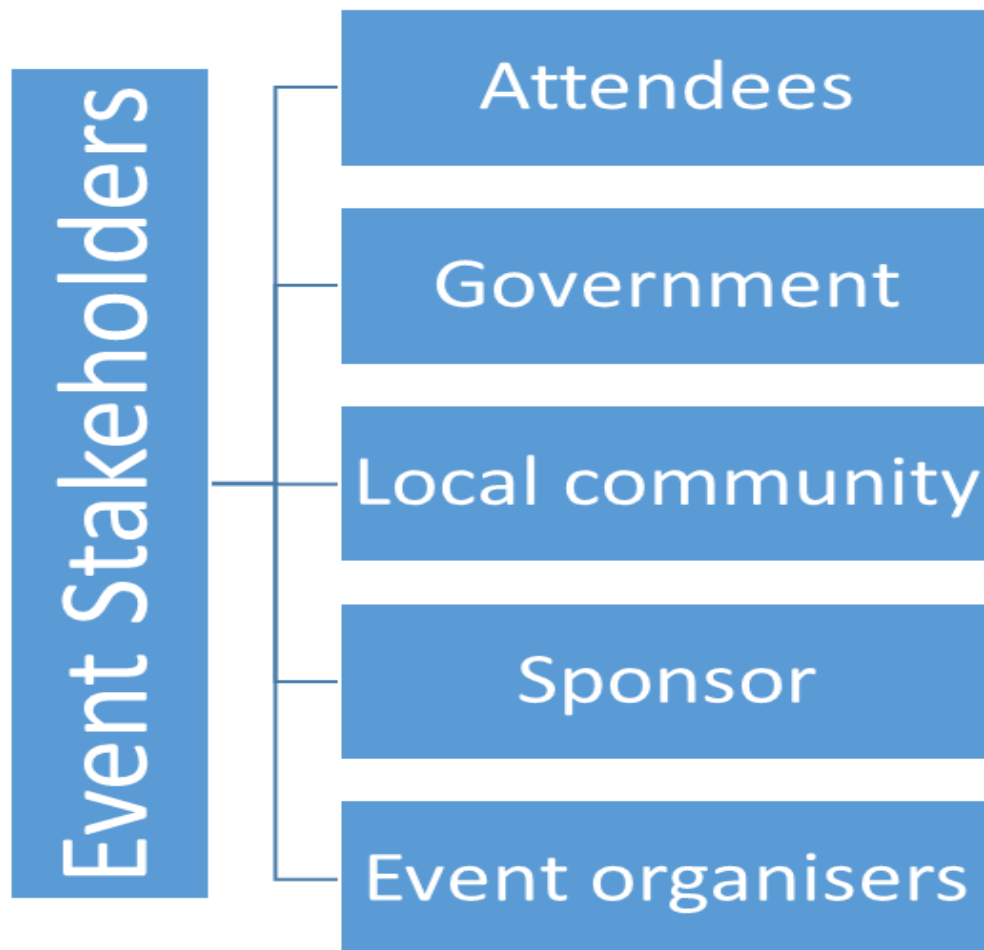 Event Stakeholders
Attendees
Government
Local community
Sponsor
Event organisers